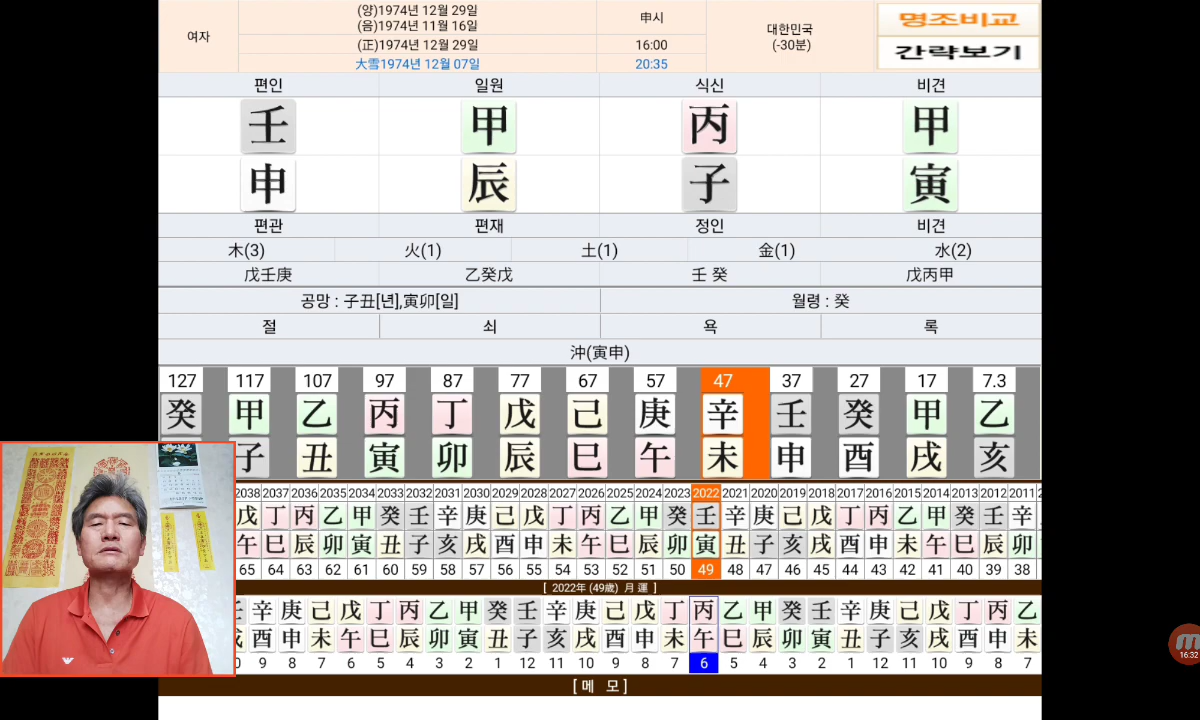 여자
(양)1974년 12월 29일
(음)1974년 11월 16일
(正)1974년 12월 29일
大雪1974년 12월 07일
申시
16:00
20:35
대한민국
(-30분)
명조비교
간략보기
편인 일원 식신 비견
壬 甲 丙 甲
申 辰 子 寅
편관 편재 정인 비견
木(3) 火(1) 土(1) 金(1) 水(2)
戊壬庚 乙癸戊 壬 癸 戊丙甲
공망 : 子丑[년],寅卯[일] 월령 : 癸
절 쇠 욕 록
沖(寅申)
127 117 107 97 87 77 67 57 47 37 27 17 7.3
癸 甲 乙 丙 丁 戊 己 庚 辛 壬 癸 甲 乙
子 丑 寅 卯 辰 巳 午 未 申 酉 戌 亥
2038 2037 2036 2035 2034 2033 2032 2031 2030 2029 2028 2027 2026 2025 2024 2023 2022 2021 2020 2019 2018 2017 2016 2015 2014 2013 2012 2011
戊 丁 丙 乙 甲 癸 壬 辛 庚 己 戊 丁 丙 乙 甲 癸 壬 辛 庚 己 戊 丁 丙 乙 甲 癸 壬 辛
午 巳 辰 卯 寅 丑 子 亥 戌 酉 申 未 午 巳 辰 卯 寅 丑 子 亥 戌 酉 申 未 午 巳 辰 卯
65 64 63 62 61 60 59 58 57 56 55 54 53 52 51 50 49 48 47 46 45 44 43 42 41 40 39 38
[ 2022年 (49歲) 月 運 ]
辛 庚 己 戊 丁 丙 乙 甲 癸 壬 辛 庚 己 戊 丁 丙 乙 甲 癸 壬 辛 庚 己 戊 丁 丙 乙
酉 申 未 午 巳 辰 卯 寅 丑 子 亥 戌 酉 申 未 午 巳 辰 卯 寅 丑 子 亥 戌 酉 申 未
9 8 7 6 5 4 3 2 1 12 11 10 9 8 7 6 5 4 3 2 1 12 11 10 9 8 7
[ 메 모 ]
16:32